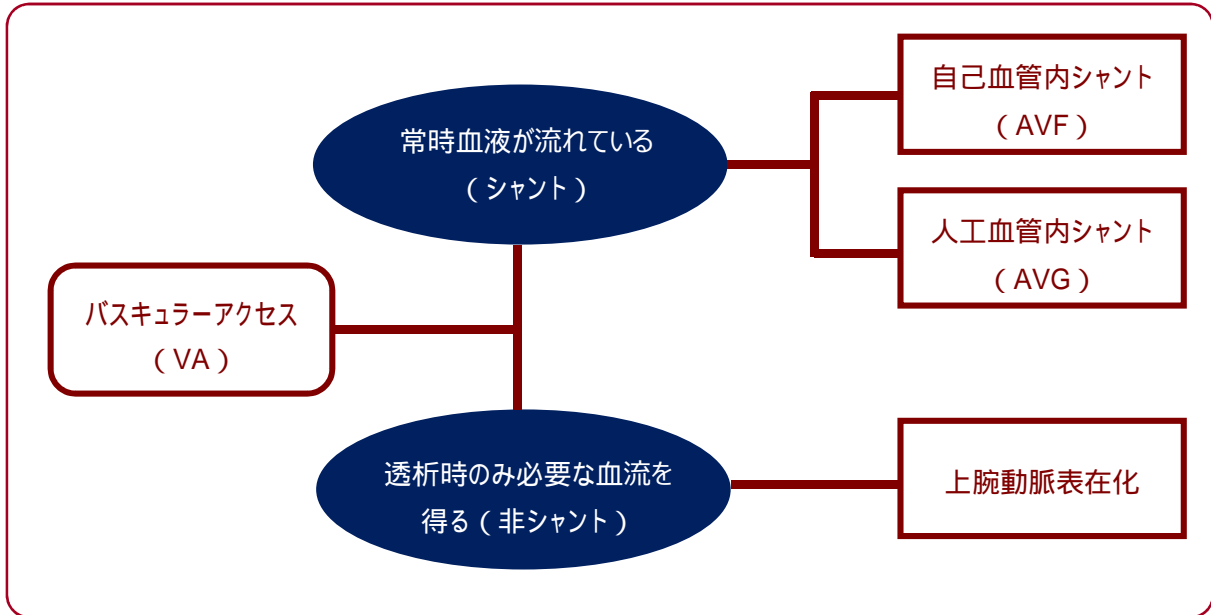 バスキュラーアクセス
（VA）
常時血液が流れている
（シャント）
自己血管内シャント
（AVF）
人工血管内シャント
（AVG）
透析時のみ必要な血流を
得る（非シャント）
上腕動脈表在化